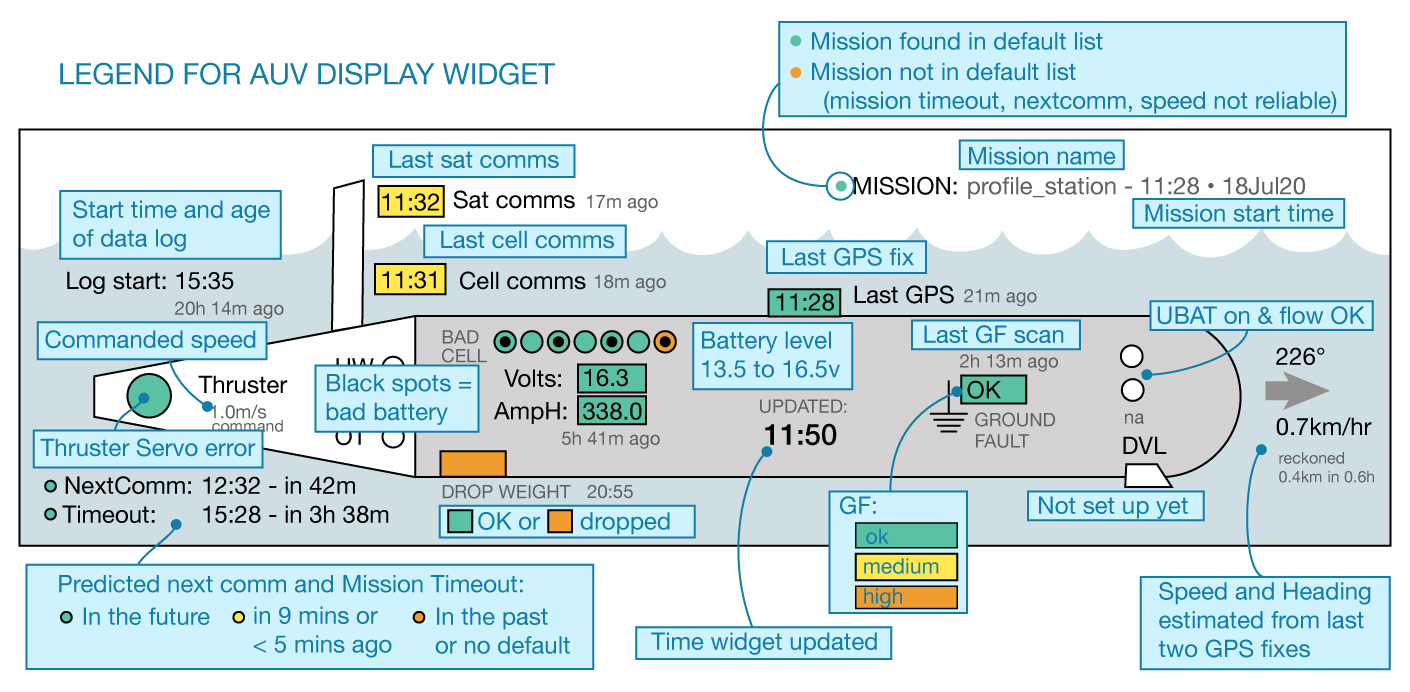 LEGEND FOR AUV DISPLAY WIDGET
Mission found in default list
Mission not in default list
(mission timeout, nextcomm, speed not reliable)
Last sat comms
Mission name
11:32 Sat comms 17m ago
MISSION: profile_station - 11:28 • 18Jul20
Mission start time
Start time and age
of data log
Last cell comms
Last GPS fix
Log start: 15:35
20h 14m ago
11:31 Cell comms 18m ago
11:28 Last GPS 21m ago
UBAT on & flow OK
Commanded speed
BAD
CELL
Battery level
13.5 to 16.5v
Last GF scan
2h 13m ago
226°
Thruster
1.0m/s
command
Black spots =
bad battery
Volts: 16.3
AmpH: 338.0
5h 41m ago
UPDATED:
11:50
OK
GROUND
FAULT
na
DVL
0.7km/hr
reckoned
0.4km in 0.6h
Thruster Servo error
NextComm: 12:32 - in 42m
Timeout: 15:28 - in 3h 38m
DROP WEIGHT 20:55
OK or dropped
GF:
ok
medium
high
Not set up yet
Predicted next comm and Mission Timeout:
In the future
in 9 mins or
< 5 mins ago
In the past
or no default
Time widget updated
Speed and Heading
estimated from last
two GPS fixes